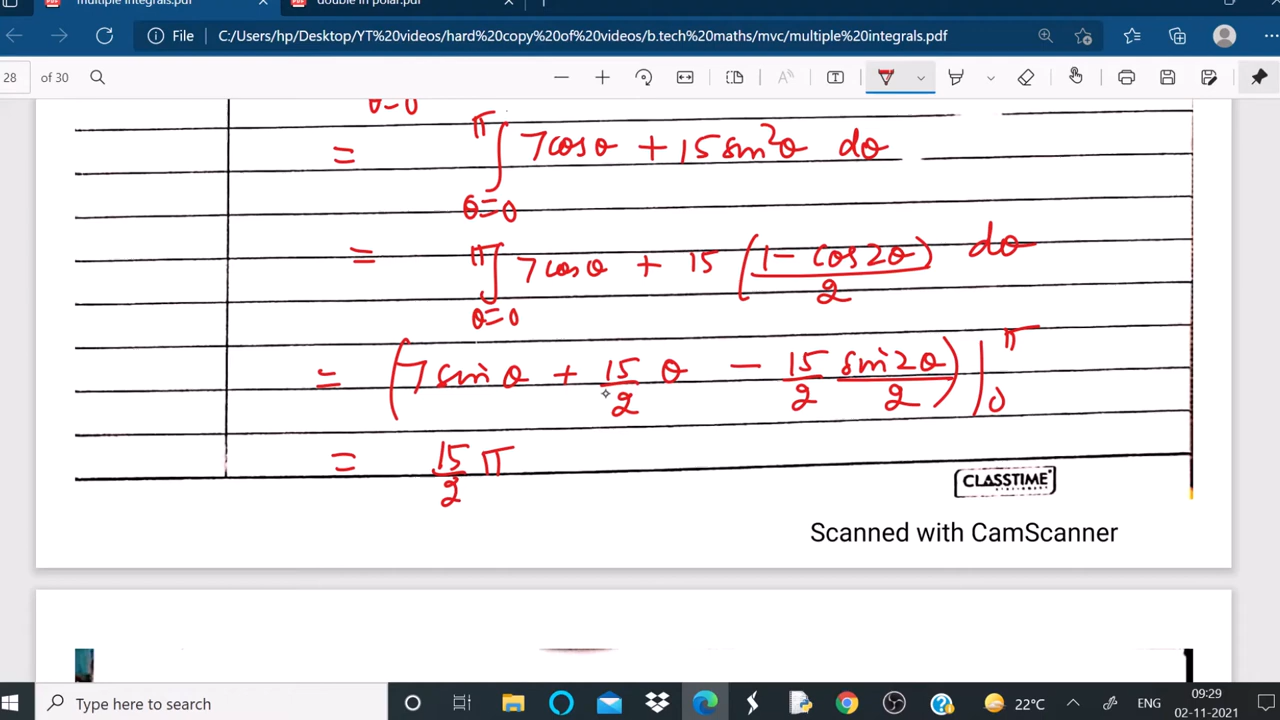 multiple integrals.pdf
double in polar.pdf
File C:/Users/hp/Desktop/YT%20videos/hard%20copy%20of%20videos/b.tech%20maths/mvc/multiple%20integrals.pdf
28 of 30
θ=0
= ∫_{θ=0}^{π} 7cosθ + 15sin²θ dθ
= ∫_{θ=0}^{π} 7cosθ + 15 ((1 - cos2θ)/2) dθ
= (7sinθ + 15/2 θ - 15/2 sin2θ/2) |_0^π
= 15/2 π
CLASSTIME
Scanned with CamScanner
Type here to search
22°C ENG 09:29
02-11-2021